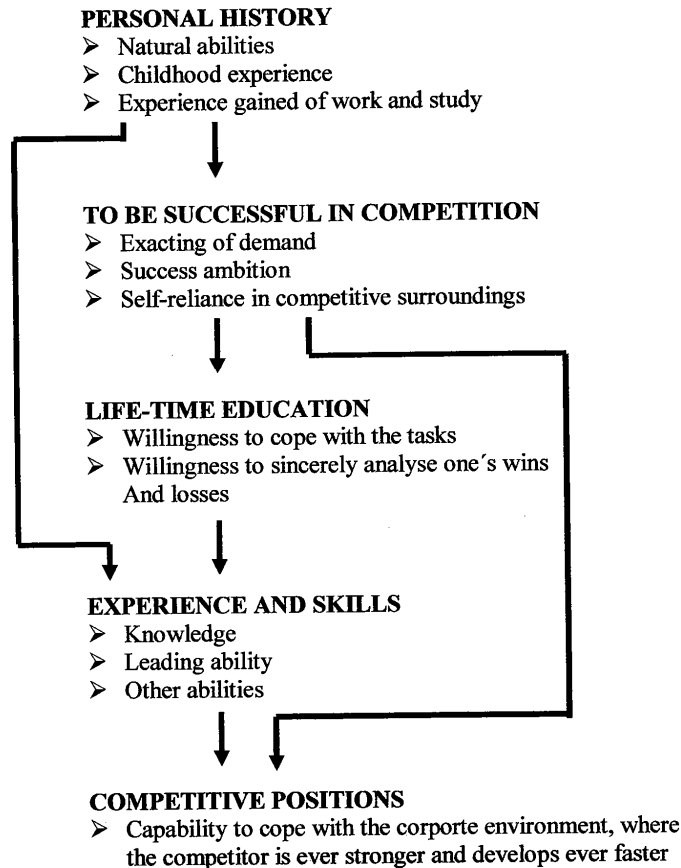 PERSONAL HISTORY
➢ Natural abilities
➢ Childhood experience
➢ Experience gained of work and study
TO BE SUCCESSFUL IN COMPETITION
➢ Exacting of demand
➢ Success ambition
➢ Self-reliance in competitive surroundings
LIFE-TIME EDUCATION
➢ Willingness to cope with the tasks
➢ Willingness to sincerely analyse one´s wins
And losses
EXPERIENCE AND SKILLS
➢ Knowledge
➢ Leading ability
➢ Other abilities
COMPETITIVE POSITIONS
➢ Capability to cope with the corporte environment, where
the competitor is ever stronger and develops ever faster